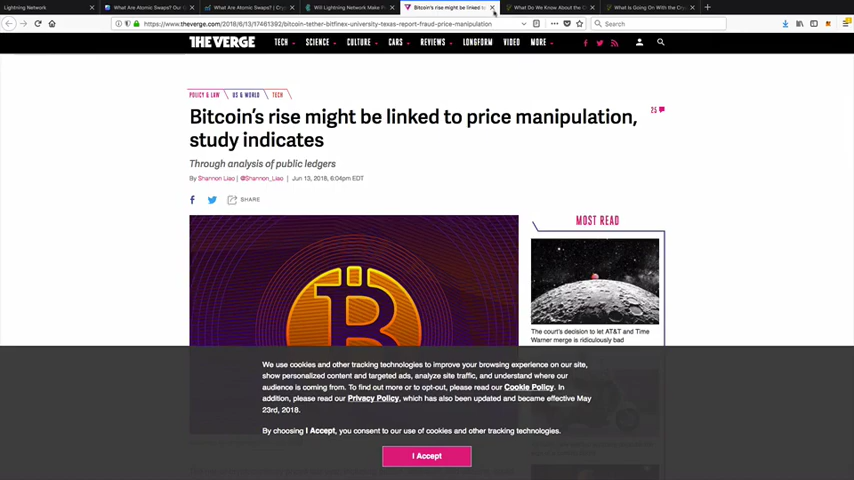 Lightning Network
What Are Atomic Swaps? Our G
What Are Atomic Swaps? | Cry
Will Lightning Network Make Pa
Bitcoin's rise might be linked to
What Do We Know About the C
What Is Going On With the Cry
https://www.theverge.com/2018/6/13/17461392/bitcoin-tether-bitfinex-university-texas-report-fraud-price-manipulation
Search
THE VERGE TECH SCIENCE CULTURE CARS REVIEWS LONGFORM VIDEO MORE
POLICY & LAW US & WORLD TECH
Bitcoin's rise might be linked to price manipulation,
study indicates
25
Through analysis of public ledgers
By Shannon Liao | @Shannon_Liao | Jun 13, 2018, 6:04pm EDT
SHARE
MOST READ
The court's decision to let AT&T and Time
Warner merge is ridiculously bad
We use cookies and other tracking technologies to improve your browsing experience on our site,
show personalized content and targeted ads, analyze site traffic, and understand where our
audience is coming from. To find out more or to opt-out, please read our Cookie Policy. In
addition, please read our Privacy Policy, which has also been updated and became effective May
23rd, 2018.
By choosing I Accept, you consent to our use of cookies and other tracking technologies.
I Accept